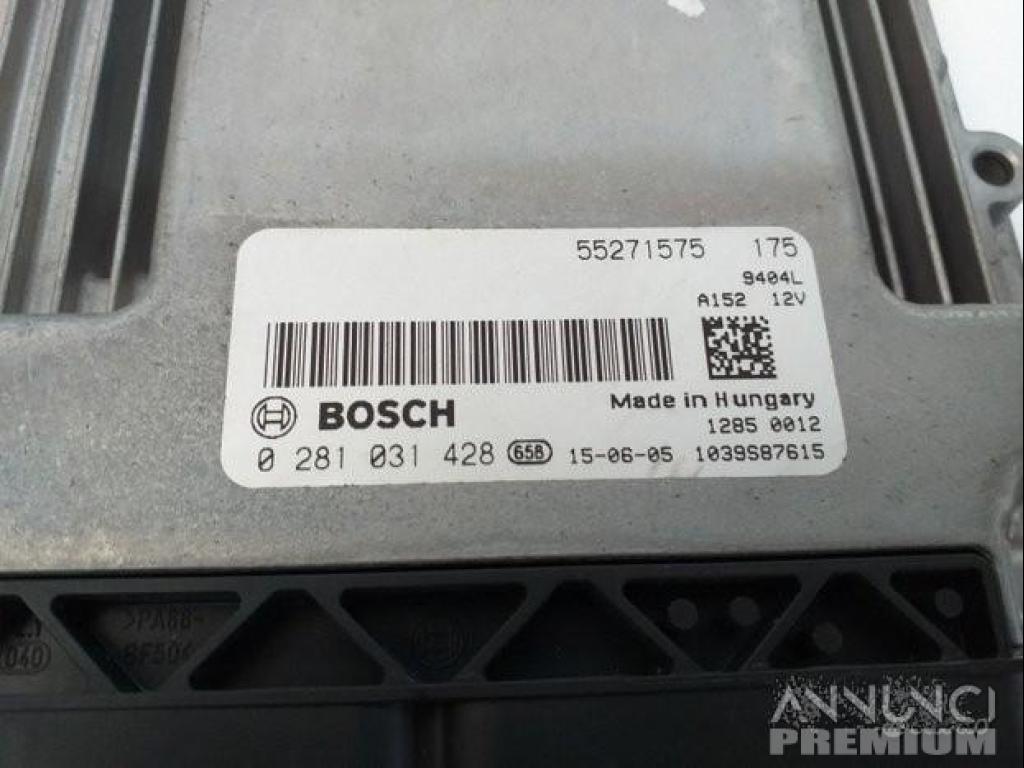 55271575 175
9404L
A152 12V
Made in Hungary
BOSCH
1285 0012
0 281 031 428 658 15-06-05 1039S87615
>PA66-
040
ANNUNCI
PREMIUM